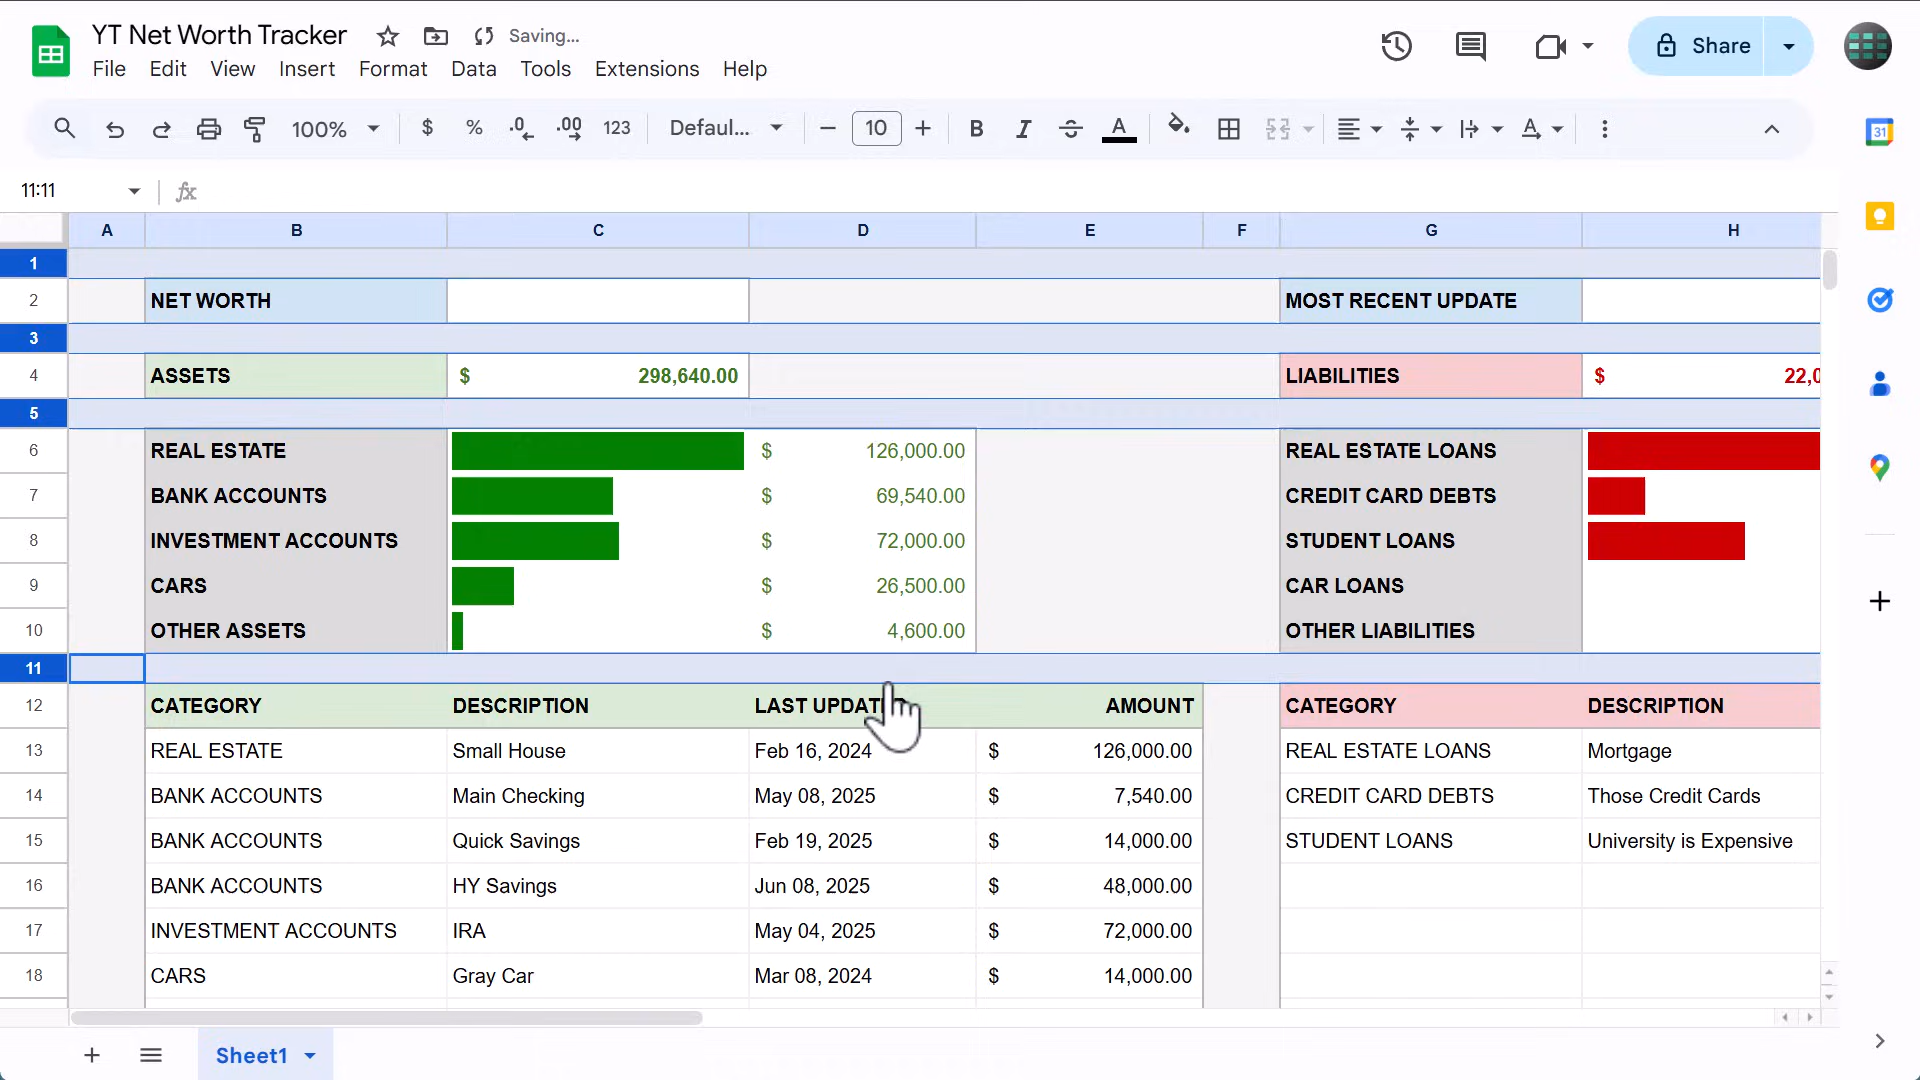 YT Net Worth Tracker Saving...
File Edit View Insert Format Data Tools Extensions Help
Share
100% $ % .0 .00 123 Defaul... 10 B I A
31
11:11 fx
A B C D E F G H
1
2 NET WORTH MOST RECENT UPDATE
3
4 ASSETS $ 298,640.00 LIABILITIES $ 22,0
5
6 REAL ESTATE $ 126,000.00 REAL ESTATE LOANS
7 BANK ACCOUNTS $ 69,540.00 CREDIT CARD DEBTS
8 INVESTMENT ACCOUNTS $ 72,000.00 STUDENT LOANS
9 CARS $ 26,500.00 CAR LOANS
10 OTHER ASSETS $ 4,600.00 OTHER LIABILITIES
11
12 CATEGORY DESCRIPTION LAST AMOUNT CATEGORY DESCRIPTION
13 REAL ESTATE Small House Feb 16, 2024 $ 126,000.00 REAL ESTATE LOANS Mortgage
14 BANK ACCOUNTS Main Checking May 08, 2025 $ 7,540.00 CREDIT CARD DEBTS Those Credit Cards
15 BANK ACCOUNTS Quick Savings Feb 19, 2025 $ 14,000.00 STUDENT LOANS University is Expensive
16 BANK ACCOUNTS HY Savings Jun 08, 2025 $ 48,000.00
17 INVESTMENT ACCOUNTS IRA May 04, 2025 $ 72,000.00
18 CARS Gray Car Mar 08, 2024 $ 14,000.00
Sheet1